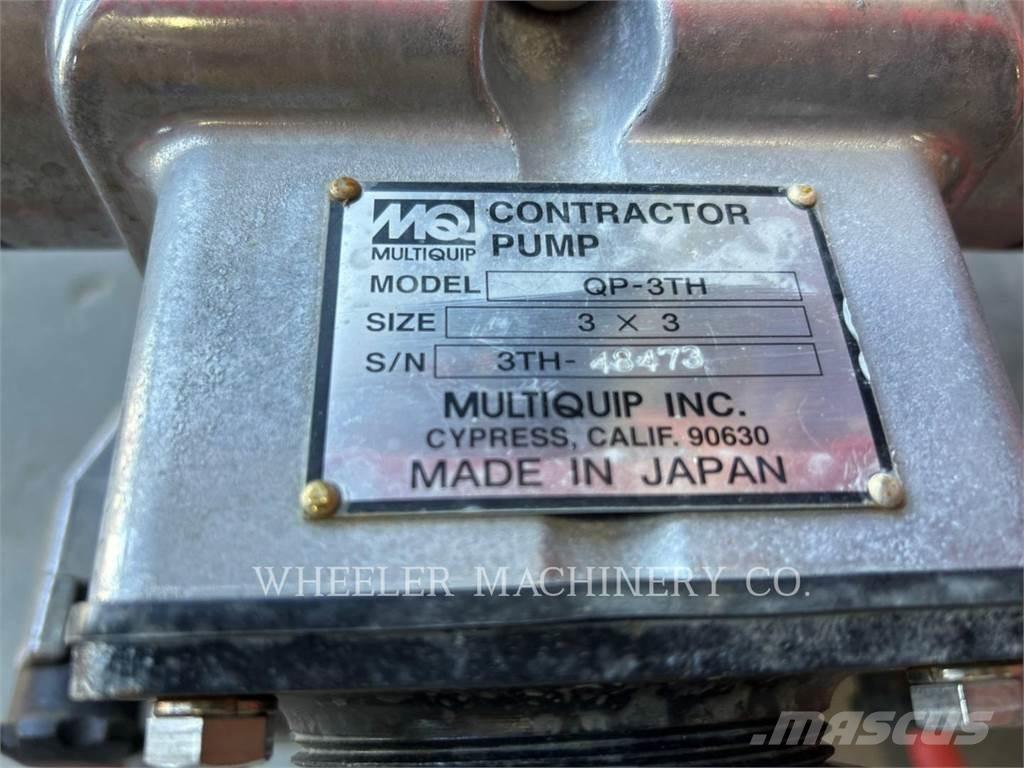 MQ CONTRACTOR
MULTIQUIP PUMP
MODEL QP-3TH
SIZE 3 × 3
S/N 3TH-48473
MULTIQUIP INC.
CYPRESS, CALIF. 90630
MADE IN JAPAN
WHEELER MACHINERY CO.
MASCUS